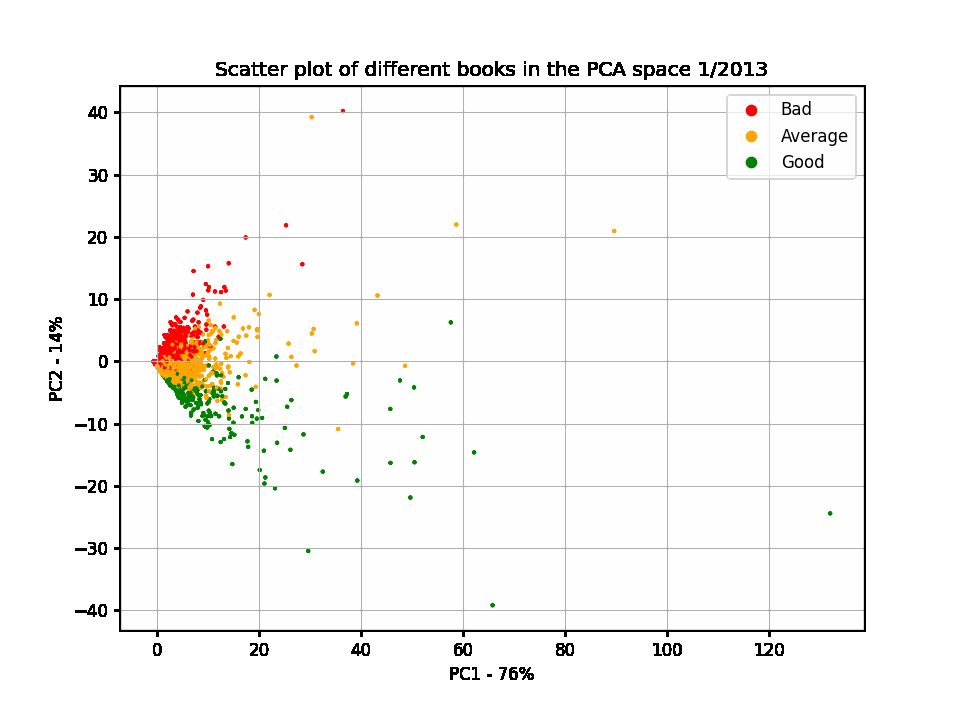 Scatter plot of different books in the PCA space 1/2013
Bad
Average
Good
40
30
20
10
0
−10
−20
−30
−40
PC2 - 14%
0 20 40 60 80 100 120
PC1 - 76%